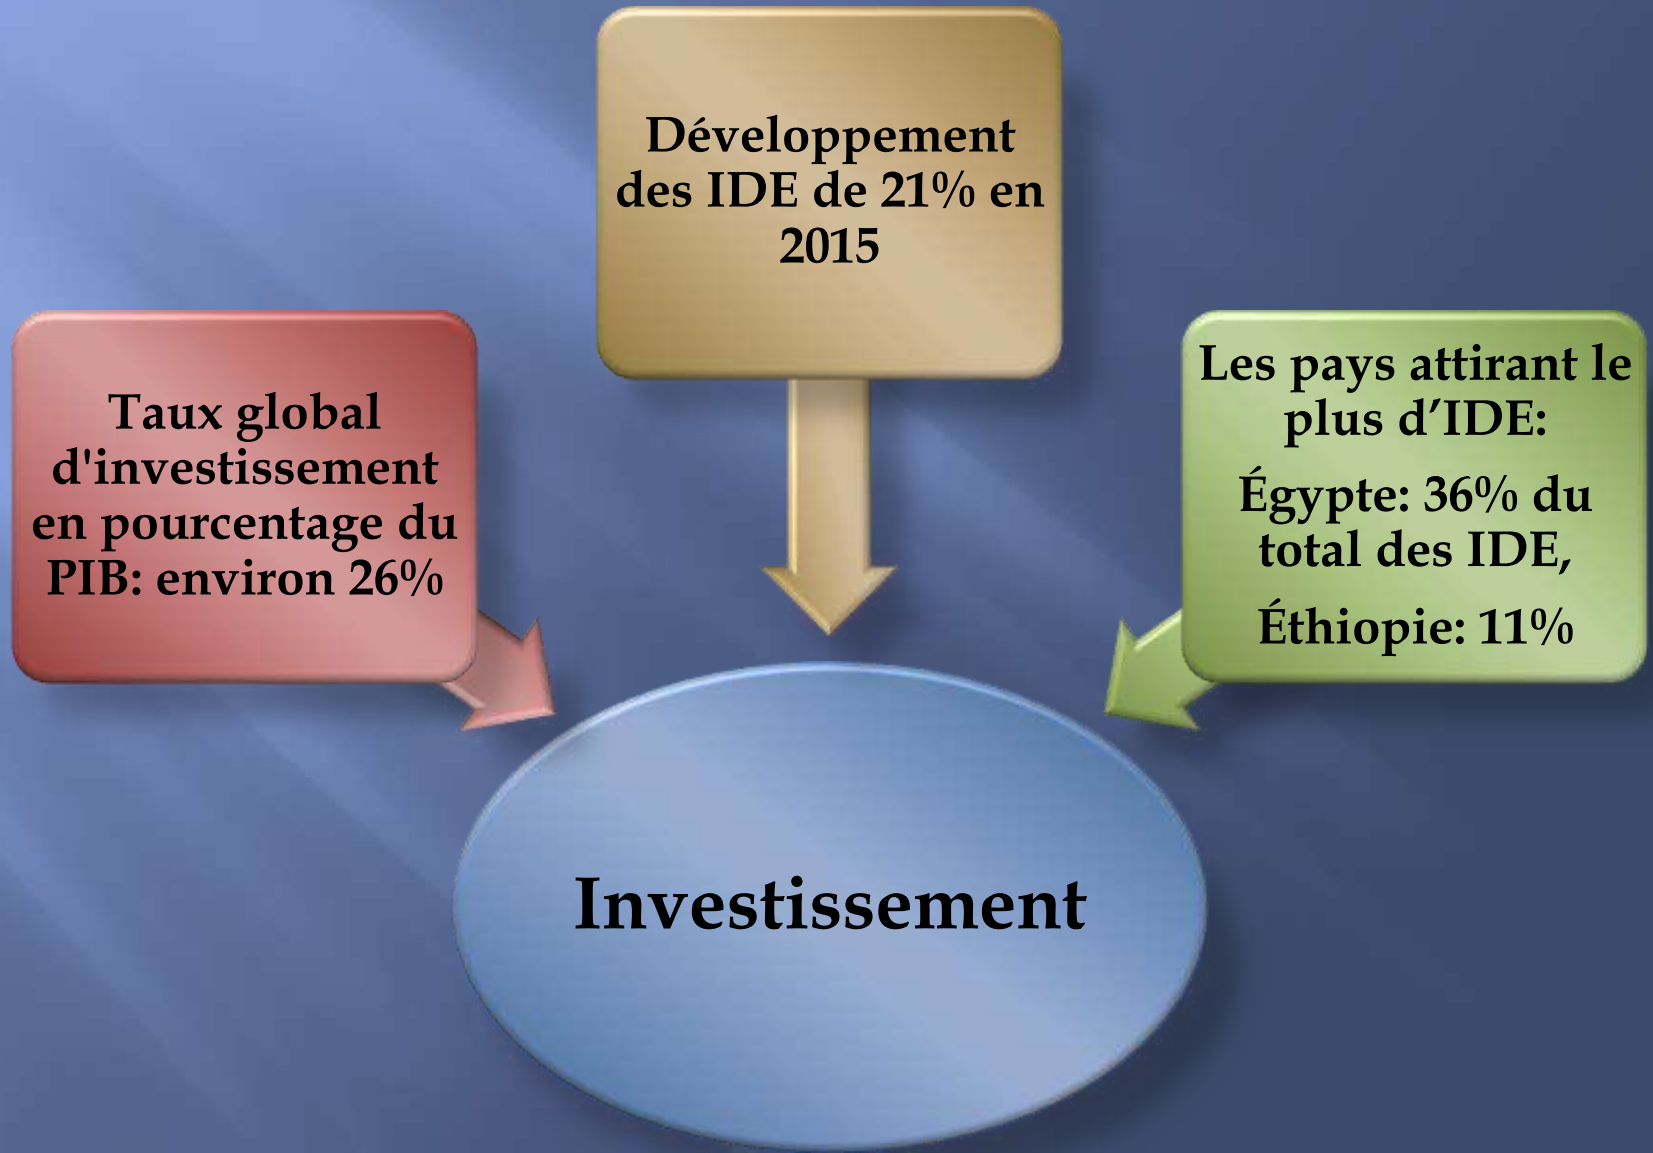 Développement
des IDE de 21% en
2015
Taux global
d'investissement
en pourcentage du
PIB: environ 26%
Les pays attirant le
plus d’IDE:
Égypte: 36% du
total des IDE,
Éthiopie: 11%
Investissement